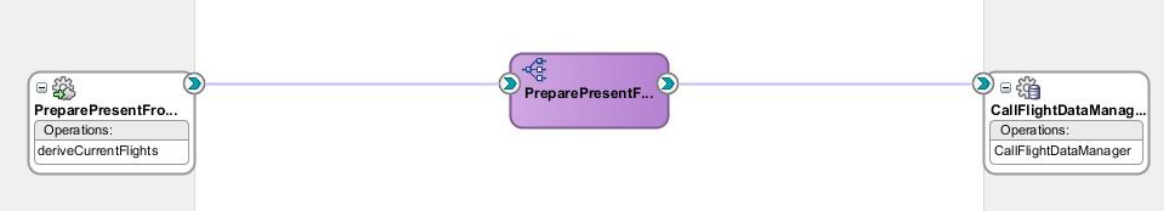 PreparePresentFro...
Operations:
deriveCurrentFlights
PreparePresentF...
CallFlightDataManag...
Operations:
CallFlightDataManager